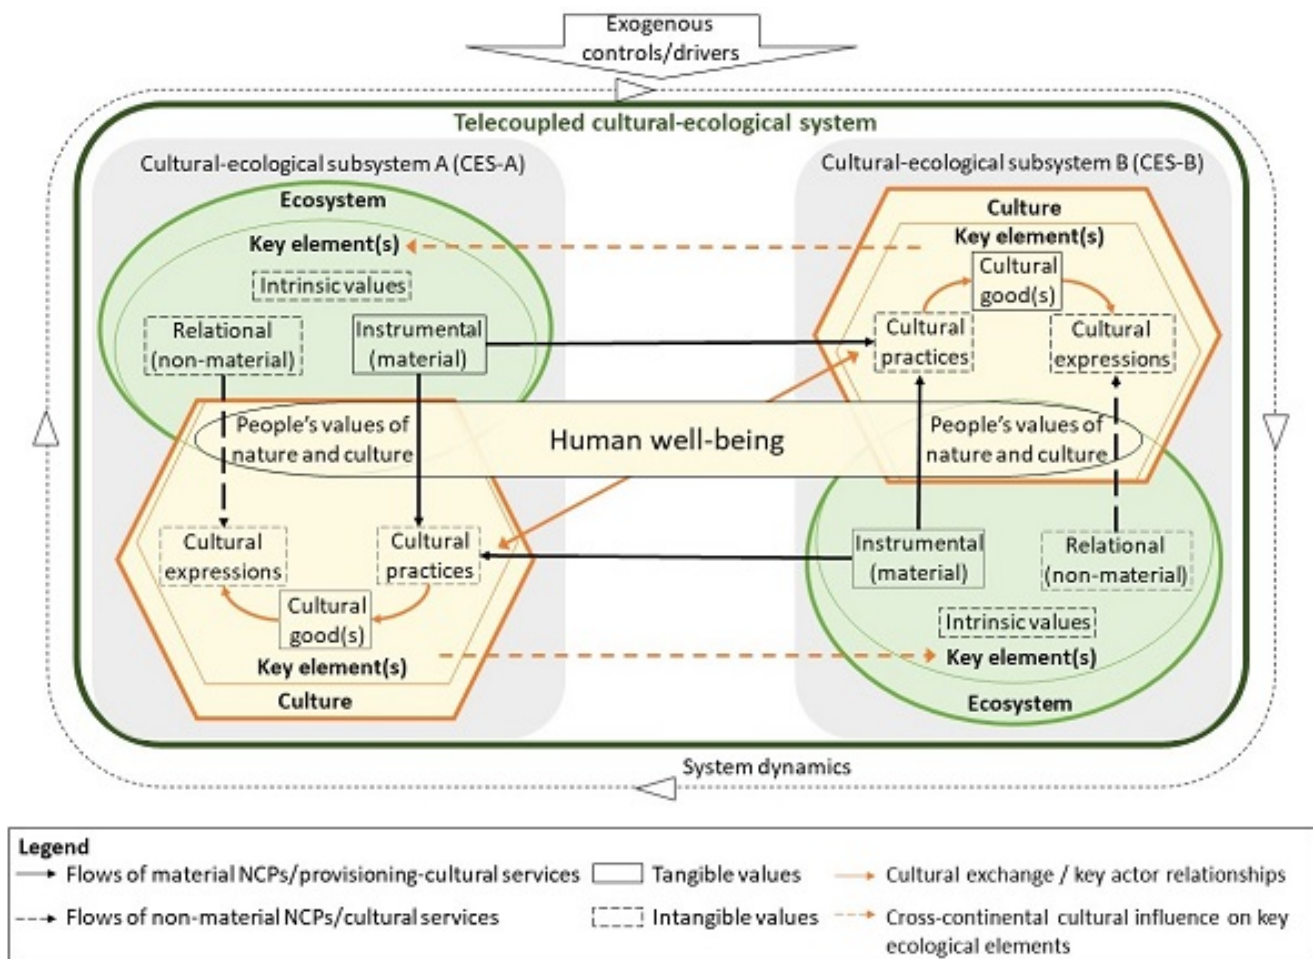 Exogenous
controls/drivers
Telecoupled cultural-ecological system
Cultural-ecological subsystem A (CES-A)
Ecosystem
Key element(s)
Intrinsic values
Relational
(non-material)
Instrumental
(material)
People's values of
nature and culture
Cultural
expressions
Cultural
practices
Cultural
good(s)
Key element(s)
Culture
Human well-being
Cultural-ecological subsystem B (CES-B)
Culture
Key element(s)
Cultural
good(s)
Cultural
practices
Cultural
expressions
People's values of
nature and culture
Instrumental
(material)
Relational
(non-material)
Intrinsic values
Key element(s)
Ecosystem
System dynamics
Legend
Flows of material NCPs/provisioning-cultural services
Flows of non-material NCPs/cultural services
Tangible values
Intangible values
Cultural exchange / key actor relationships
Cross-continental cultural influence on key
ecological elements